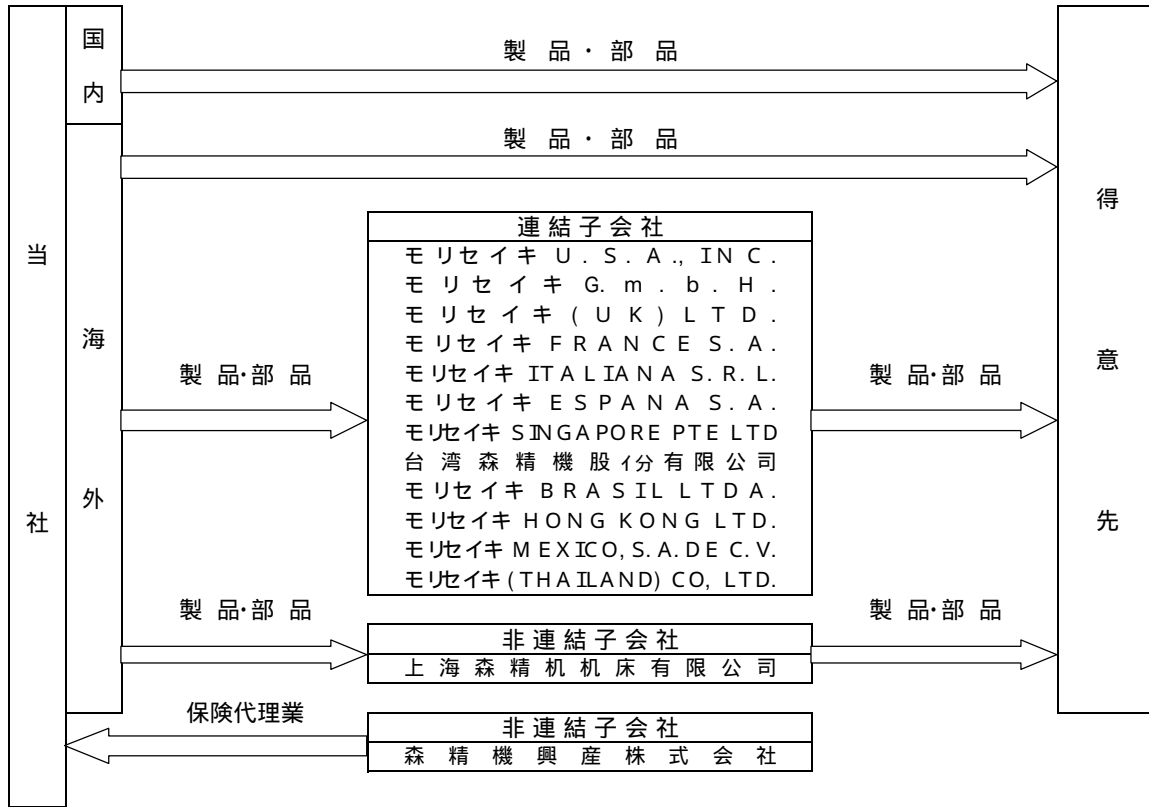 当社
国内
海外
製品・部品
製品・部品
連結子会社
モリセイキ U.S.A., INC.
モリセイキ G.m.b.H.
モリセイキ (UK) LTD.
モリセイキ FRANCE S.A.
モリセイキ ITALIANA S.R.L.
モリセイキ ESPANA S.A.
モリセイキ SINGAPORE PTE LTD
台湾森精機股イ分有限公司
モリセイキ BRASIL LTDA.
モリセイキ HONG KONG LTD.
モリセイキ MEXICO, S.A. DE C.V.
モリセイキ (THAILAND) CO, LTD.
製品・部品
製品・部品
製品・部品
非連結子会社
上海森精机机床有限公司
製品・部品
保険代理業
非連結子会社
森精機興産株式会社
得意先